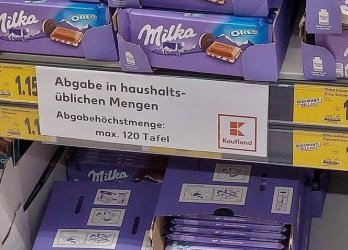 Milka
OREO
Milka
OREO
1.15
Abgabe in haushalts-
üblichen Mengen
Abgabehöchstmenge:
max. 120 Tafel
Kaufland
Milka